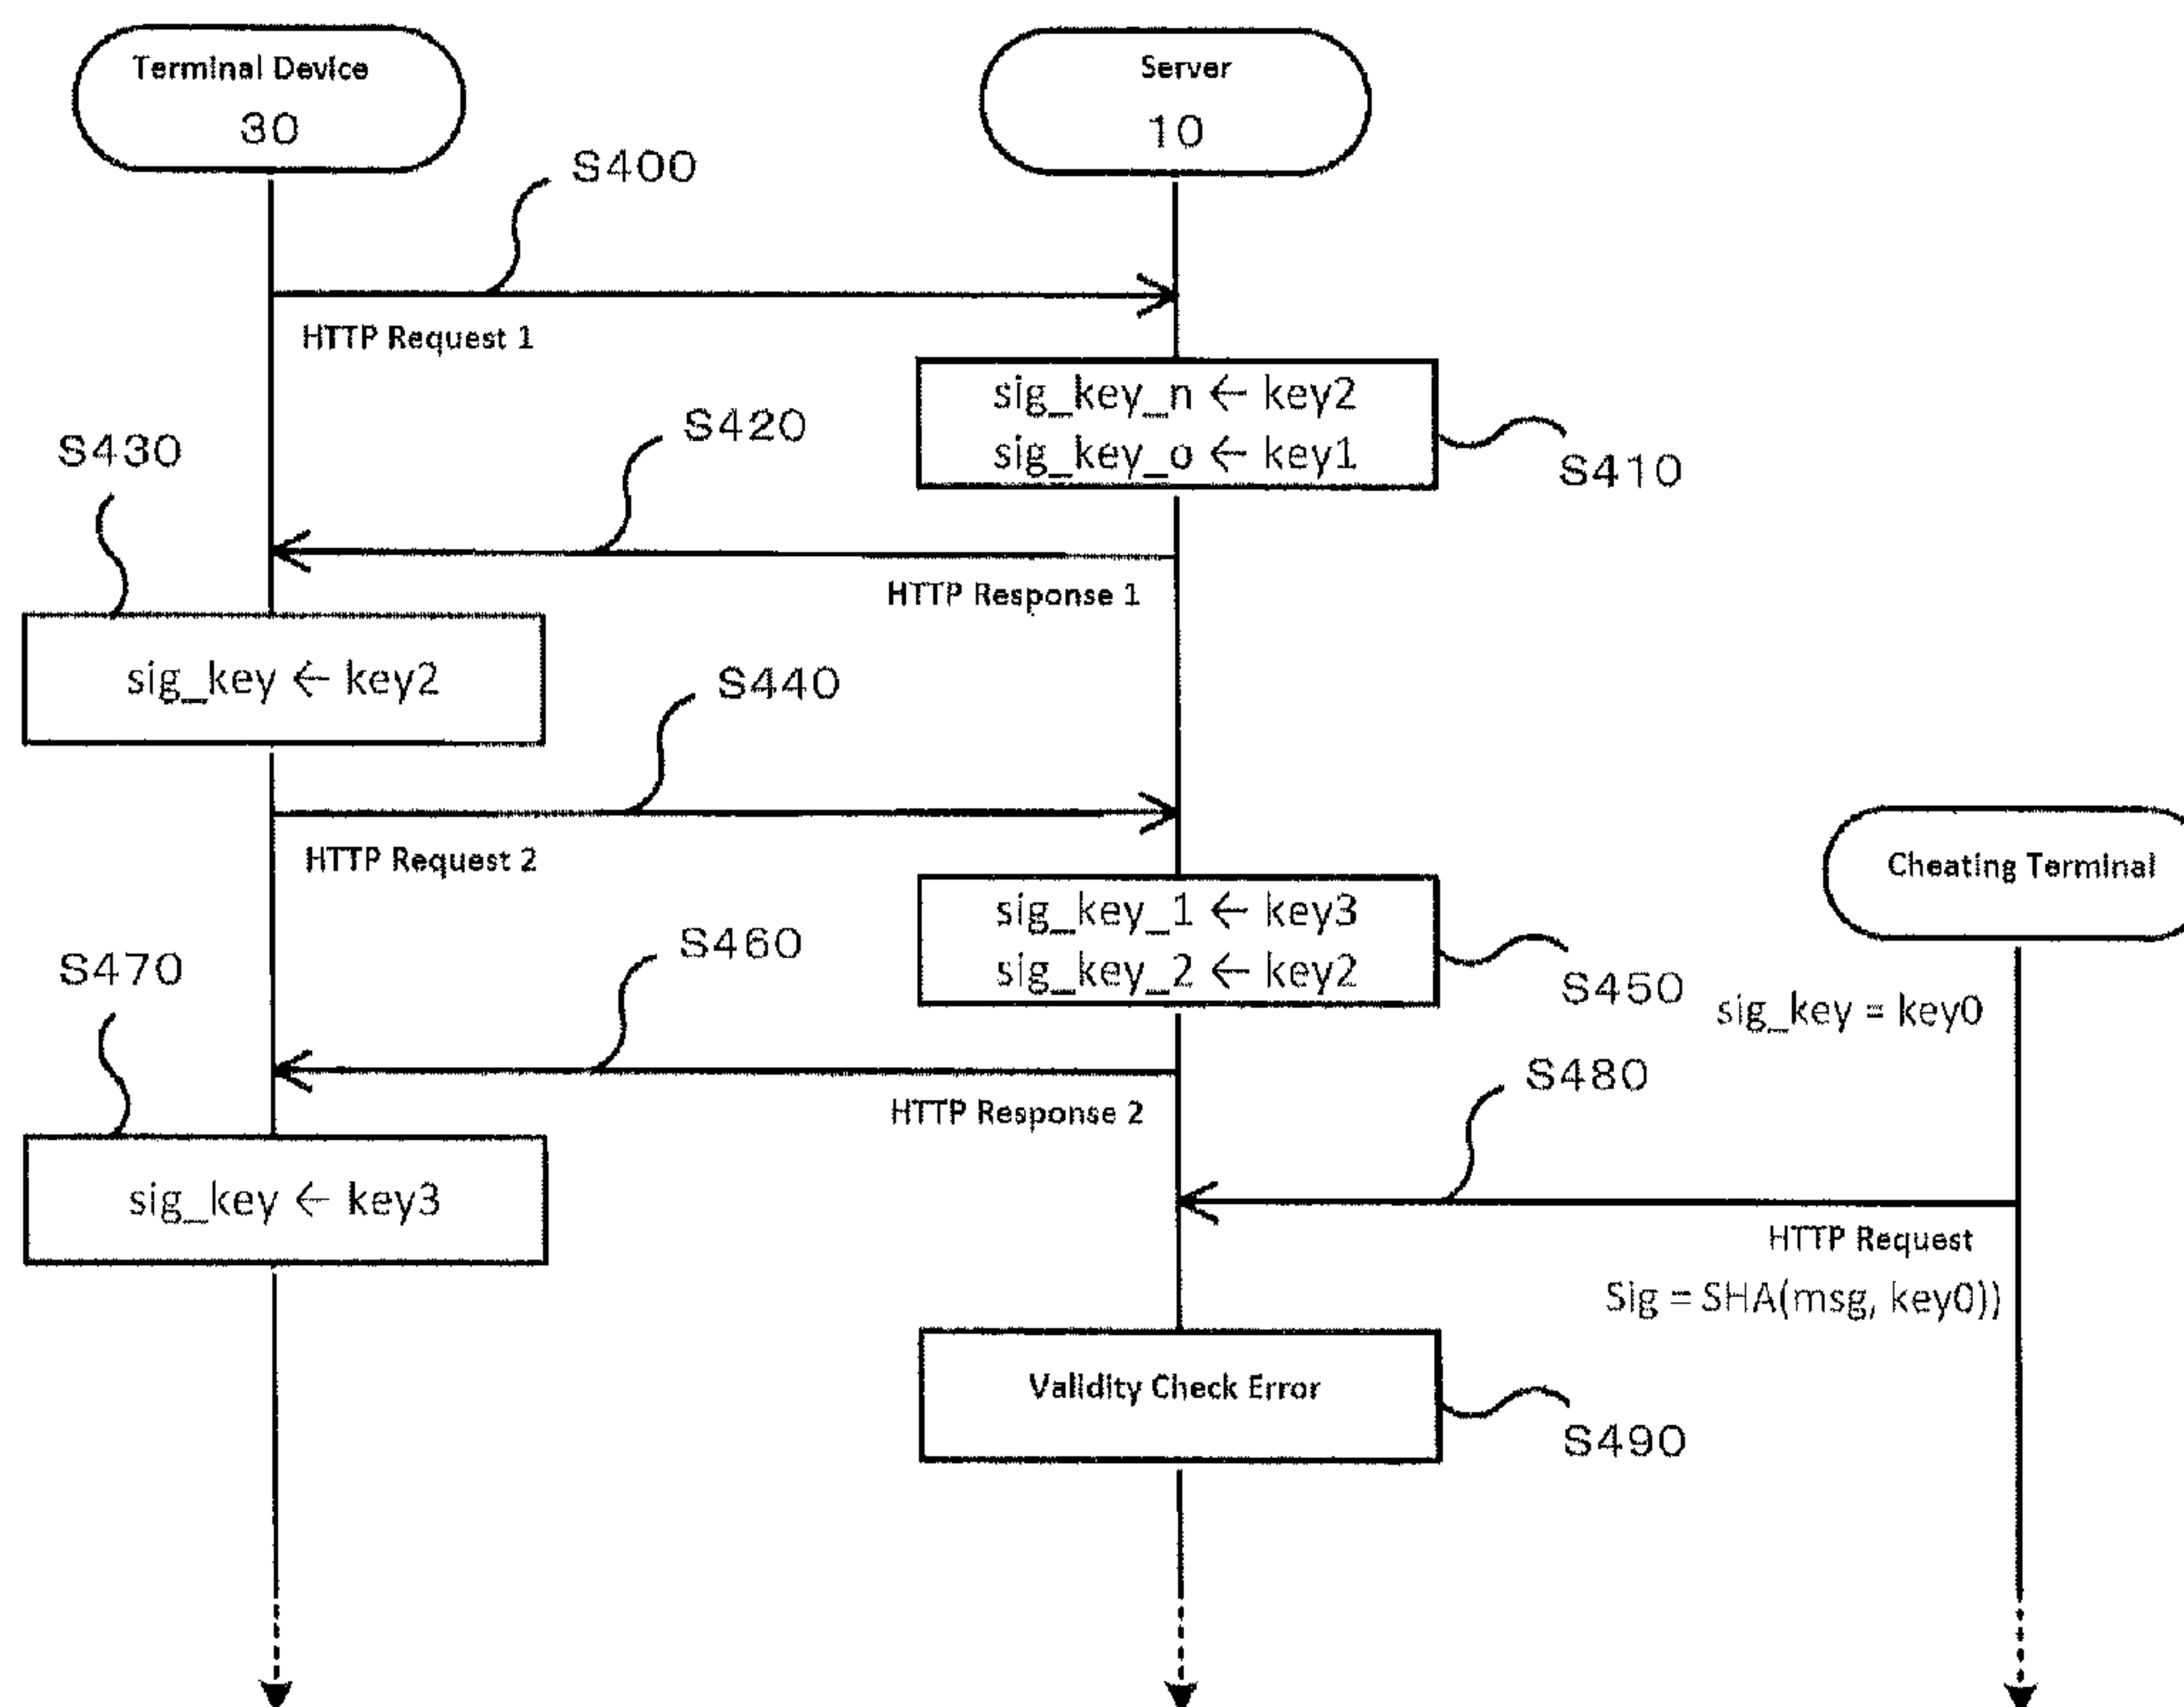 Terminal Device
30
Server
10
S400
HTTP Request 1
sig_key_n ← key2
sig_key_o ← key1
S410
S420
S430
HTTP Response 1
sig_key ← key2
S440
HTTP Request 2
Cheating Terminal
sig_key_1 ← key3
sig_key_2 ← key2
S450
S460
S470
sig_key = key0
S480
HTTP Response 2
sig_key ← key3
HTTP Request
Sig = SHA(msg, key0))
Validity Check Error
S490